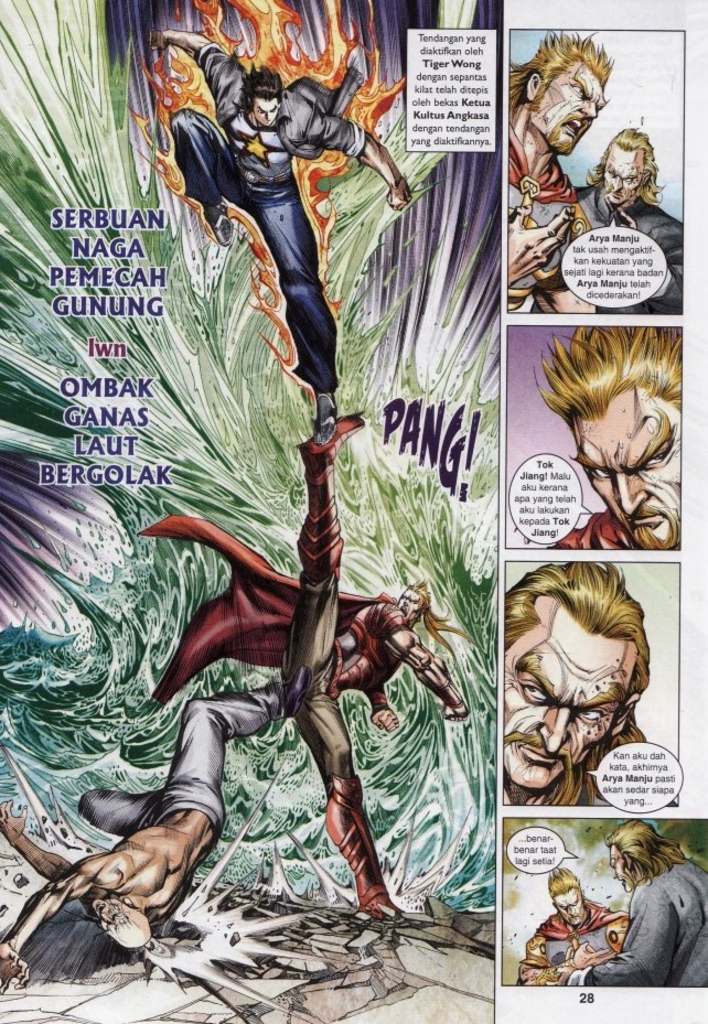 Tendangan yang
diaktifkan oleh
Tiger Wong
dengan sepantas
kilat telah ditepis
oleh bekas Ketua
Kultus Angkasa
dengan tendangan
yang diaktifkannya.
SERBUAN
NAGA
PEMECAH
GUNUNG
lwn
OMBAK
GANAS
LAUT
BERGOLAK
PANG!
Arya Manju
tak usah mengaktif-
kan kekuatan yang
sejati lagi kerana badan
Arya Manju telah
dicederakan!
Tok
Jiang! Malu
aku kerana
apa yang telah
aku lakukan
kepada Tok
Jiang!
Kan aku dah
kata, akhirnya
Arya Manju pasti
akan sedar siapa
yang...
...benar-
benar taat
lagi setia!
28